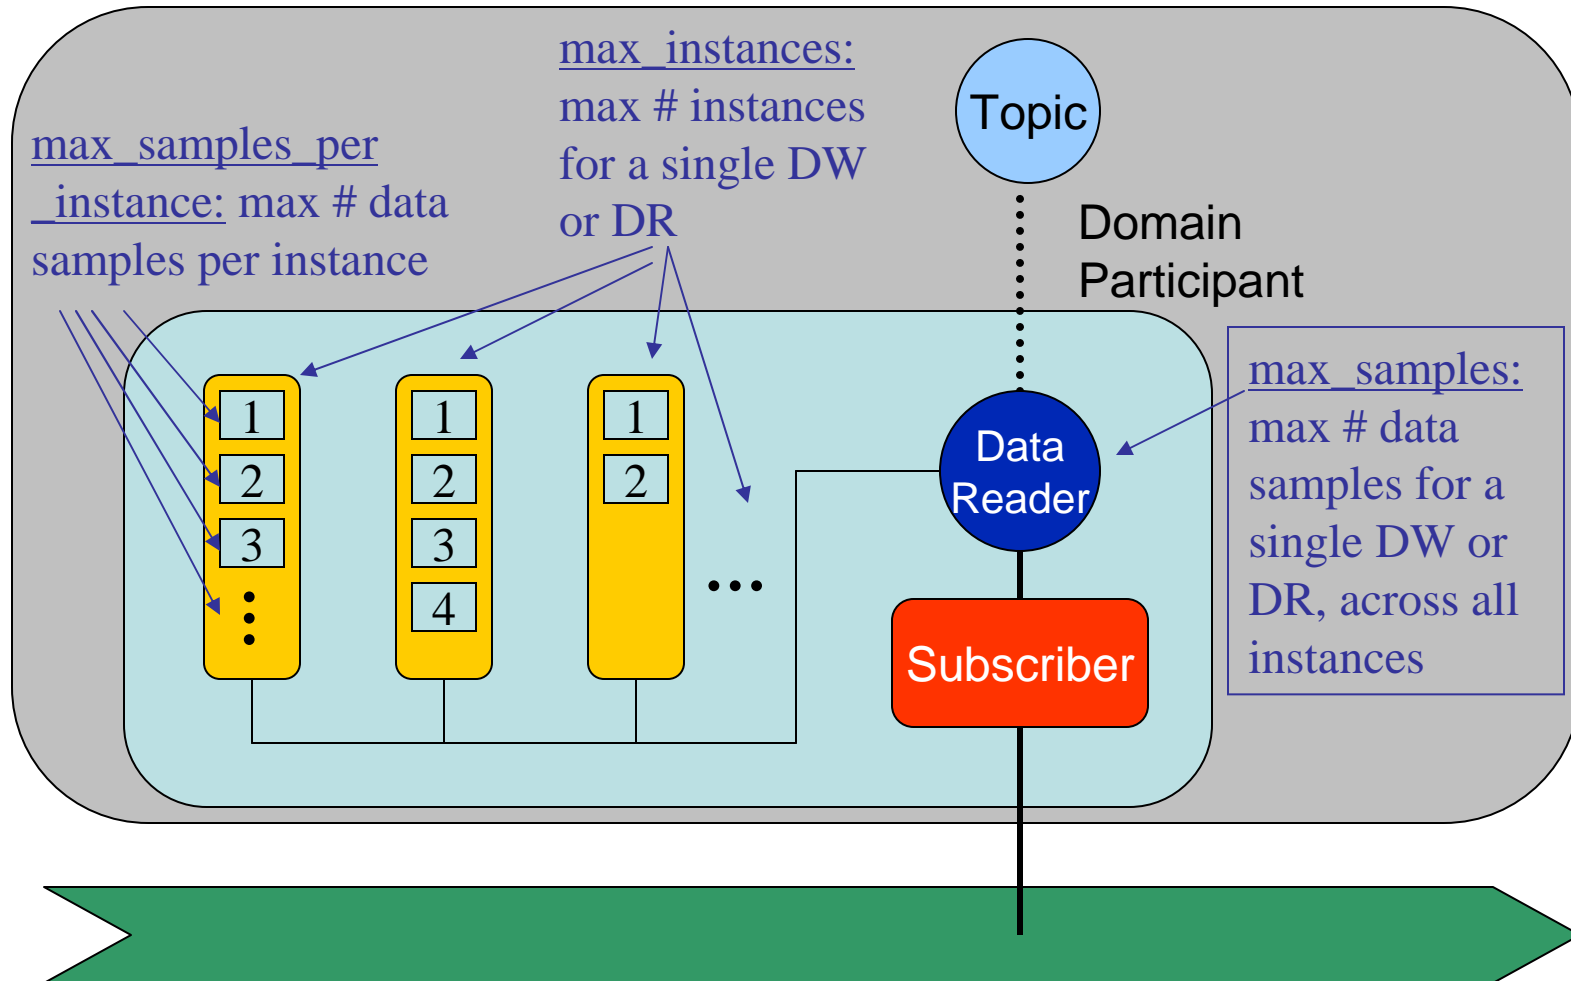 max_instances:
max # instances
for a single DW
or DR
Topic
max_samples_per
_instance: max # data
samples per instance
Domain
Participant
max_samples:
max # data
samples for a
single DW or
DR, across all
instances
1
2
3
1
2
3
4
1
2
...
Data
Reader
Subscriber